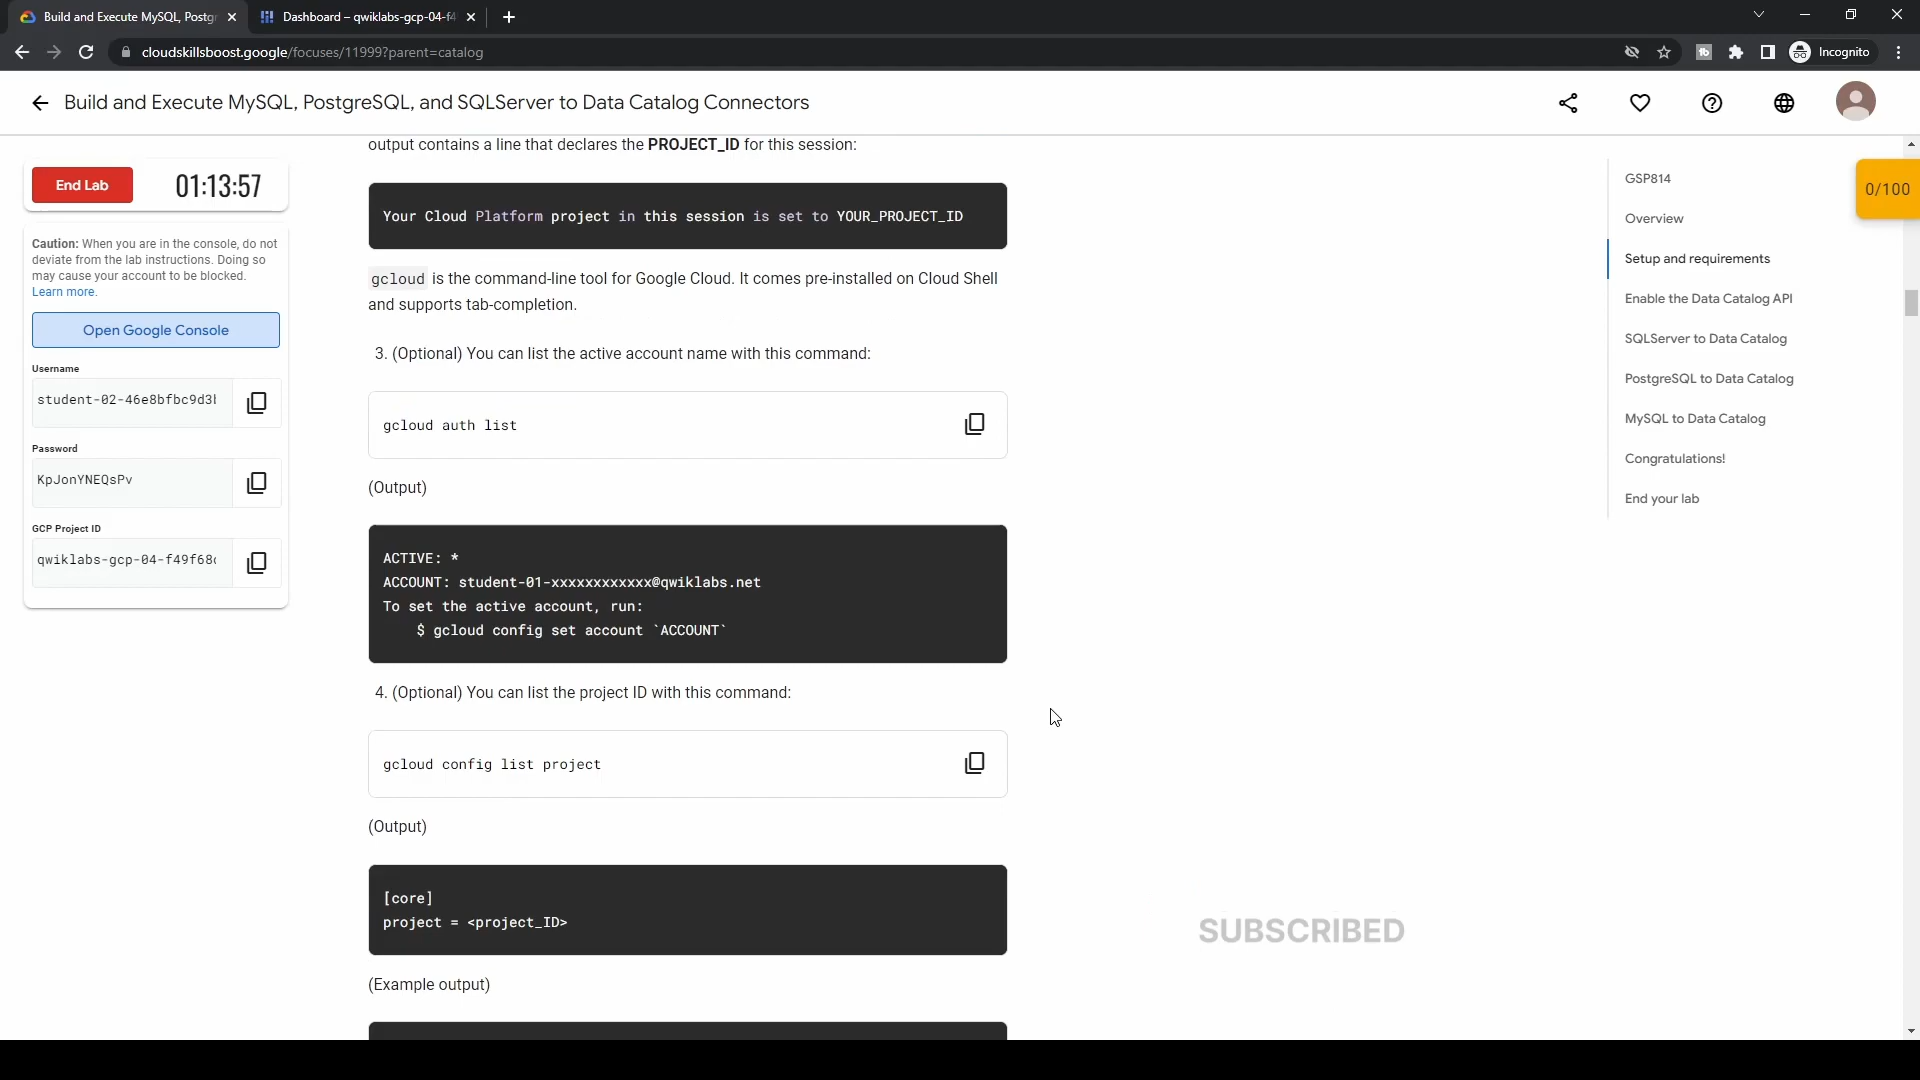 Build and Execute MySQL, Postgr
Dashboard – qwiklabs-gcp-04-f4
cloudskillsboost.google/focuses/11999?parent=catalog
Incognito
Build and Execute MySQL, PostgreSQL, and SQLServer to Data Catalog Connectors
End Lab
01:13:57
Caution: When you are in the console, do not
deviate from the lab instructions. Doing so
may cause your account to be blocked.
Learn more.
Open Google Console
Username
student-02-46e8bfbc9d3
Password
KpJonYNEQsPv
GCP Project ID
qwiklabs-gcp-04-f49f68
output contains a line that declares the PROJECT_ID for this session:
Your Cloud Platform project in this session is set to YOUR_PROJECT_ID
gcloud is the command-line tool for Google Cloud. It comes pre-installed on Cloud Shell
and supports tab-completion.
3. (Optional) You can list the active account name with this command:
gcloud auth list
(Output)
ACTIVE: *
ACCOUNT: student-01-xxxxxxxxxxxx@qwiklabs.net
To set the active account, run:
$ gcloud config set account `ACCOUNT`
4. (Optional) You can list the project ID with this command:
gcloud config list project
(Output)
[core]
project = <project_ID>
(Example output)
GSP814
Overview
Setup and requirements
Enable the Data Catalog API
SQLServer to Data Catalog
PostgreSQL to Data Catalog
MySQL to Data Catalog
Congratulations!
End your lab
0/100
SUBSCRIBED